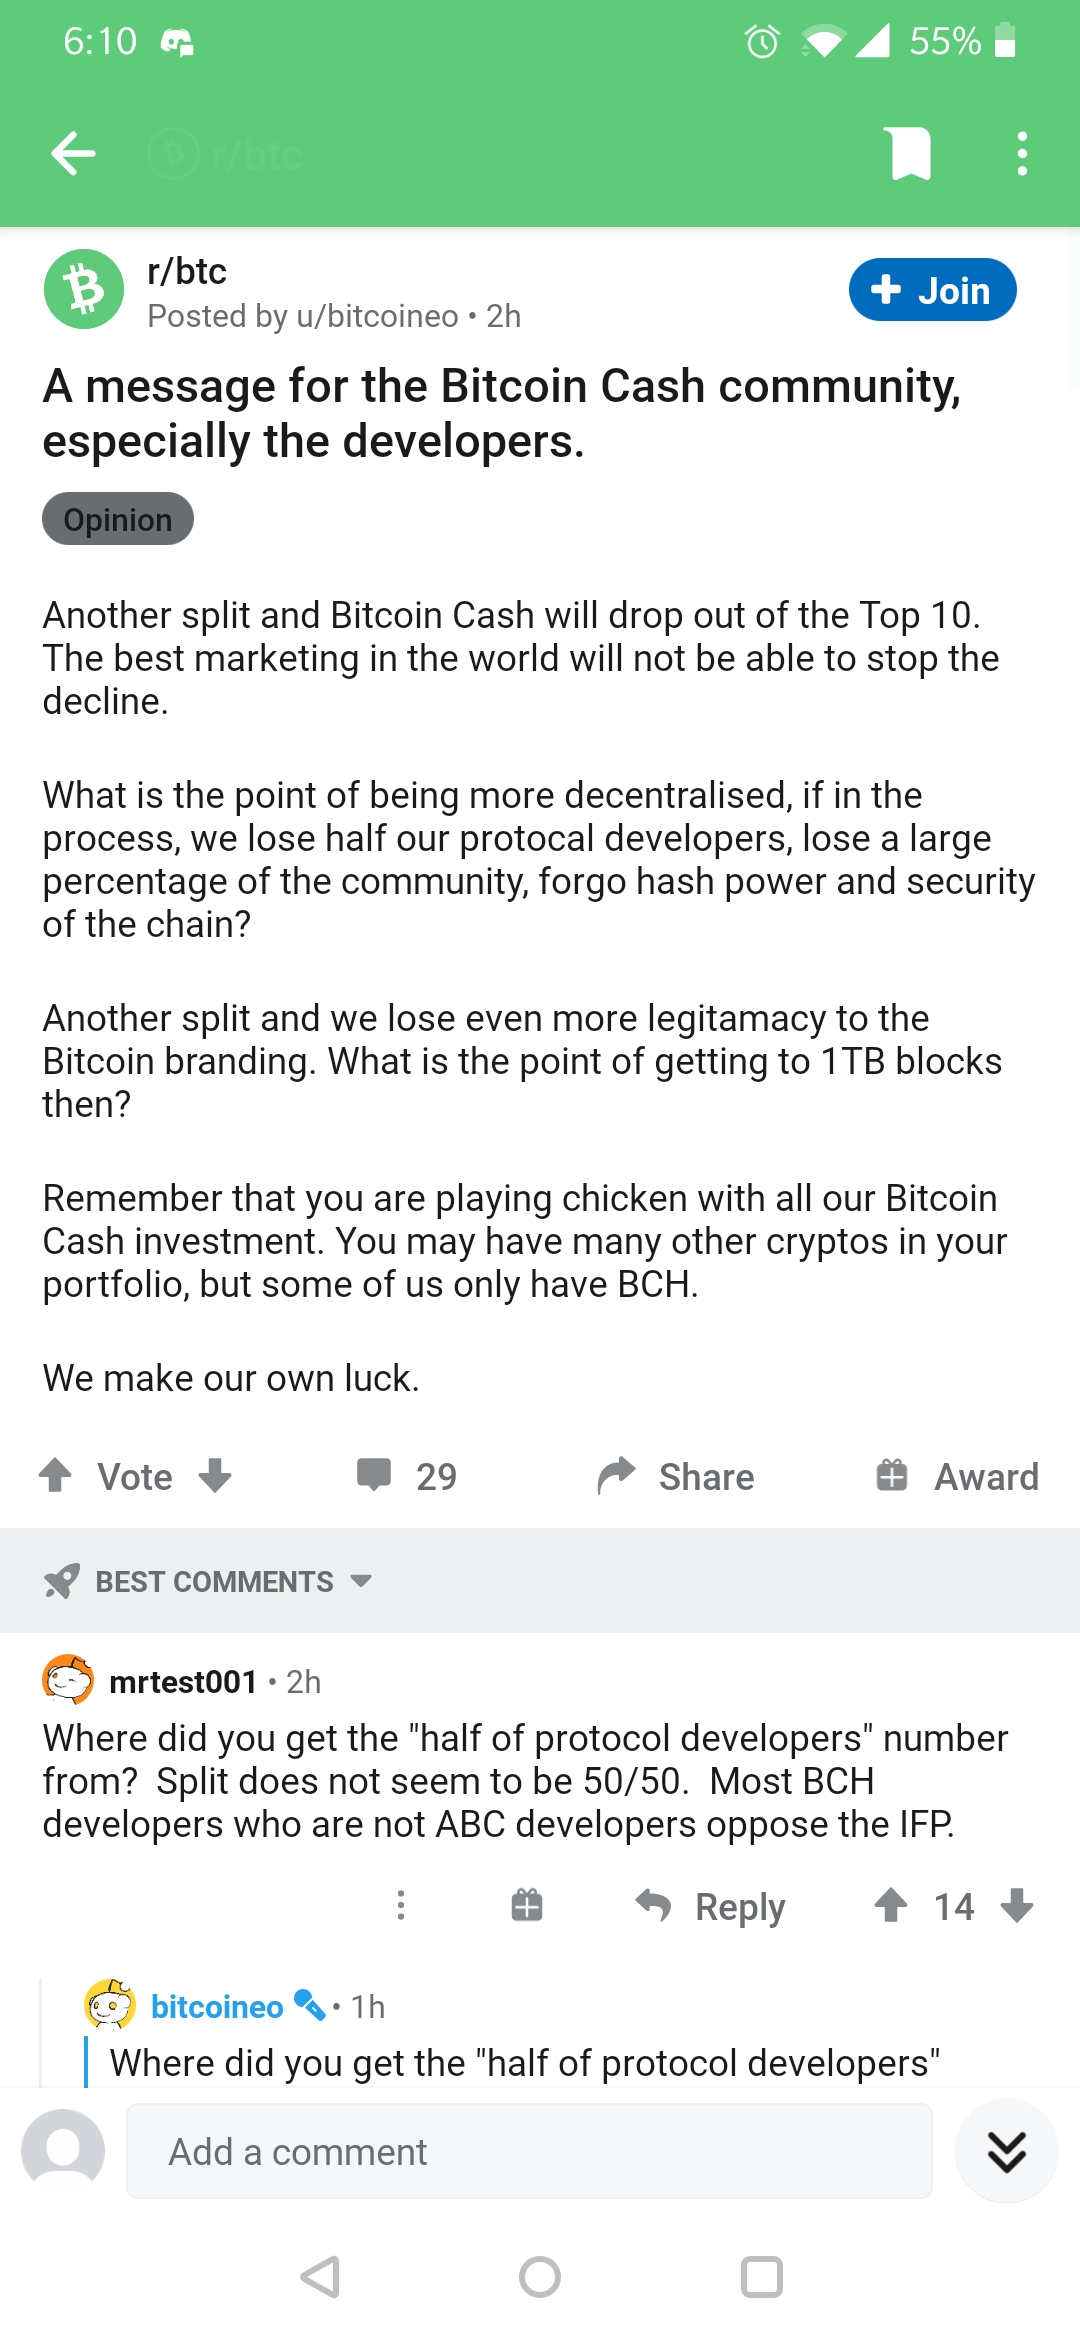 6:10
55%
r/btc
r/btc
Posted by u/bitcoineo • 2h
+ Join
A message for the Bitcoin Cash community,
especially the developers.
Opinion
Another split and Bitcoin Cash will drop out of the Top 10.
The best marketing in the world will not be able to stop the
decline.
What is the point of being more decentralised, if in the
process, we lose half our protocal developers, lose a large
percentage of the community, forgo hash power and security
of the chain?
Another split and we lose even more legitamacy to the
Bitcoin branding. What is the point of getting to 1TB blocks
then?
Remember that you are playing chicken with all our Bitcoin
Cash investment. You may have many other cryptos in your
portfolio, but some of us only have BCH.
We make our own luck.
Vote 29 Share Award
BEST COMMENTS
mrtest001 • 2h
Where did you get the "half of protocol developers" number
from?  Split does not seem to be 50/50.  Most BCH
developers who are not ABC developers oppose the IFP.
Reply 14
bitcoineo • 1h
Where did you get the "half of protocol developers"
Add a comment